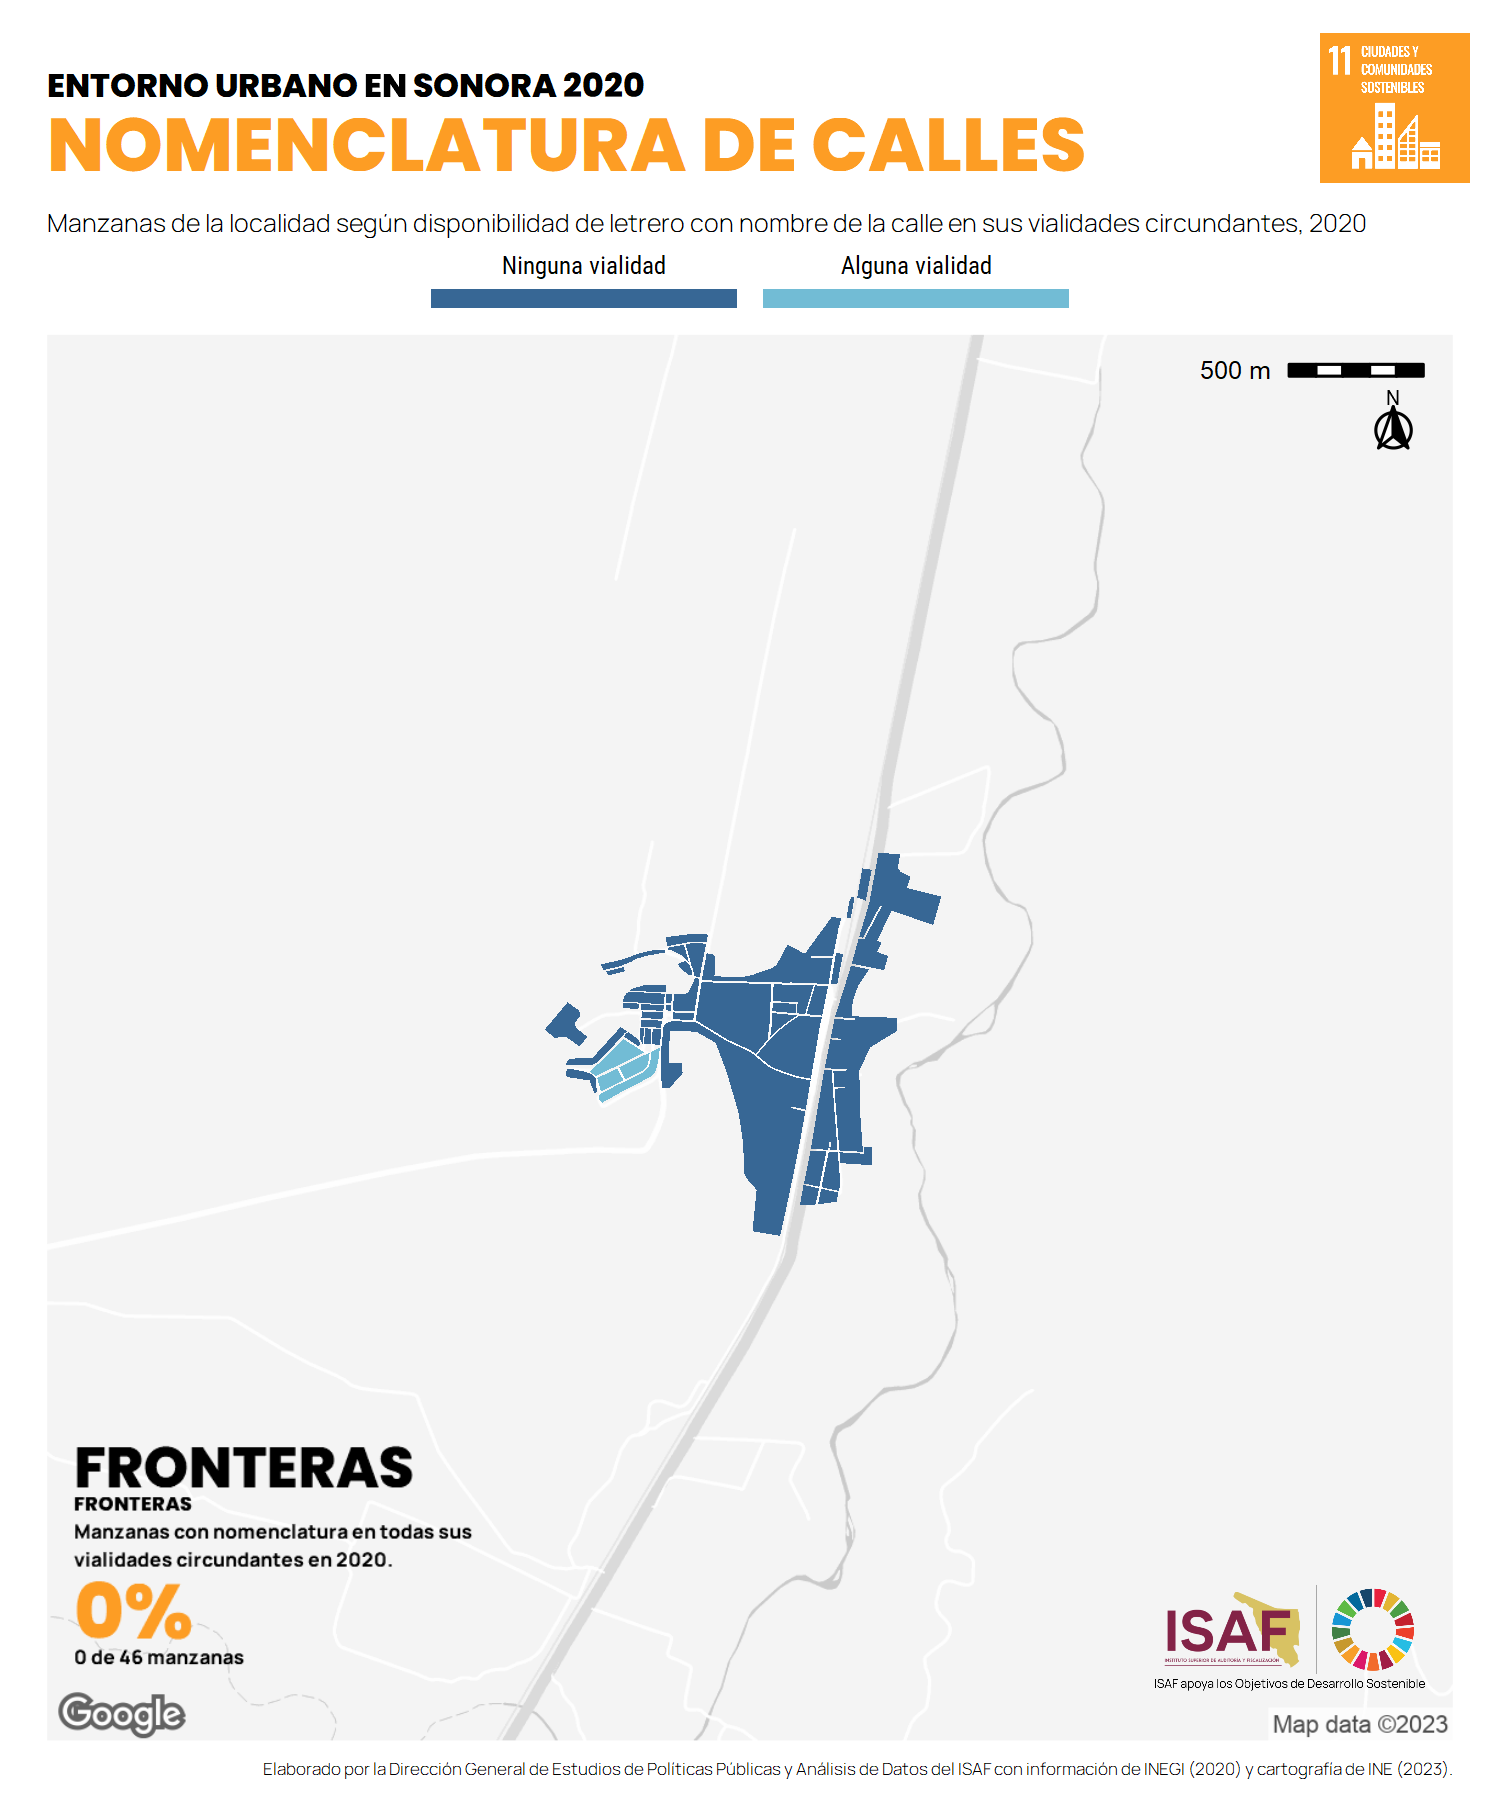 ENTORNO URBANO EN SONORA 2020
NOMENCLATURA DE CALLES
11 CIUDADES Y
COMUNIDADES
SOSTENIBLES
Manzanas de la localidad según disponibilidad de letrero con nombre de la calle en sus vialidades circundantes, 2020
Ninguna vialidad Alguna vialidad
500 m
N
FRONTERAS
FRONTERAS
Manzanas con nomenclatura en todas sus
vialidades circundantes en 2020.
0%
0 de 46 manzanas
ISAF
INSTITUTO SUPERIOR DE AUDITORÍA Y FISCALIZACIÓN
ISAF apoya los Objetivos de Desarrollo Sostenible
Google
Map data ©2023
Elaborado por la Dirección General de Estudios de Políticas Públicas y Análisis de Datos del ISAF con información de INEGI (2020) y cartografía de INE (2023).